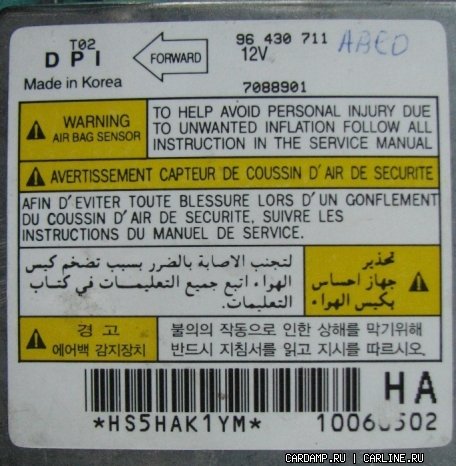 T02
D P I
FORWARD
96 430 711
12V
Made in Korea
7088901
WARNING
AIR BAG SENSOR
TO HELP AVOID PERSONAL INJURY DUE
TO UNWANTED INFLATION FOLLOW ALL
INSTRUCTION IN THE SERVICE MANUAL
AVERTISSEMENT CAPTEUR DE COUSSIN D'AIR DE SECURITE
AFIN D'EVITER TOUTE BLESSURE LORS D'UN GONFLEMENT
DU COUSSIN D'AIR DE SECURITE, SUIVRE LES
INSTRUCTIONS DU MANUEL DE SERVICE.
تحذير
جهاز احساس
بكيس الهواء
لتجنب الاصابة بالضرر بسبب تضخم كيس
الهواء اتبع جميع التعليمات في كتاب
التعليمات.
경 고
에어백 감지장치
불의의 작동으로 인한 상해를 막기위해
반드시 지침서를 읽고 지시를 따르시오.
HA
*HS5HAK1YM*
CARDAMP.RU | CARLINE.RU